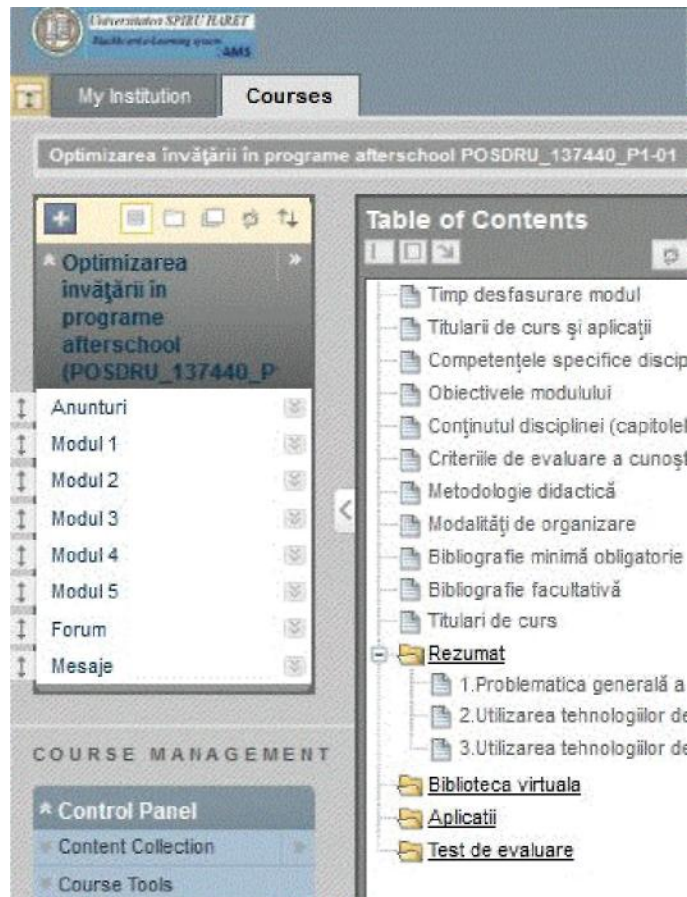 Universitatea SPIRU HARET
Blackboard e-Learning system
AMS
My Institution
Courses
Optimizarea învăţării în programe afterschool POSDRU_137440_P1-01
Optimizarea
învăţării în
programe
afterschool
(POSDRU_137440_P
Anunturi
Modul 1
Modul 2
Modul 3
Modul 4
Modul 5
Forum
Mesaje
COURSE MANAGEMENT
Control Panel
Content Collection
Course Tools
Table of Contents
Timp desfasurare modul
Titularii de curs şi aplicaţii
Competenţele specifice discip
Obiectivele modulului
Conţinutul disciplinei (capitolel
Criteriile de evaluare a cunoşt
Metodologie didactică
Modalităţi de organizare
Bibliografie minimă obligatorie
Bibliografie facultativă
Titulari de curs
Rezumat
1.Problematica generală a
2.Utilizarea tehnologiilor de
3.Utilizarea tehnologiilor de
Biblioteca virtuala
Aplicatii
Test de evaluare